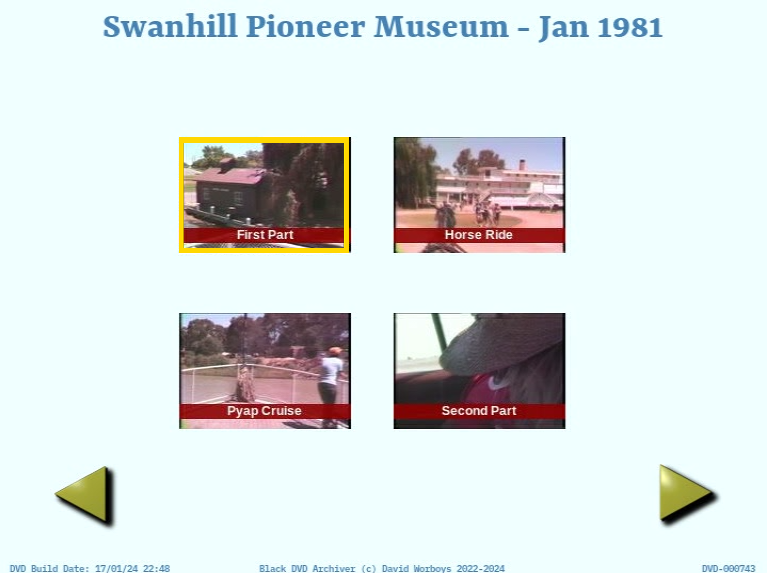 Swanhill Pioneer Museum - Jan 1981
First Part
Horse Ride
Pyap Cruise
Second Part
DVD Build Date: 17/01/24 22:48
Black DVD Archiver (c) David Worboys 2022-2024
DVD-000743